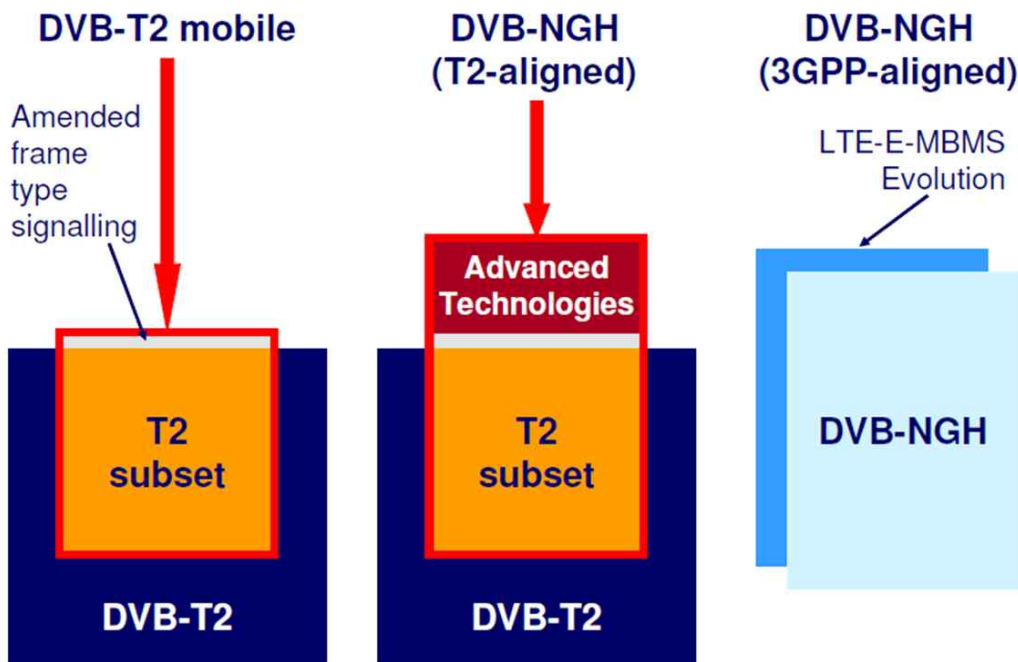 DVB-T2 mobile
Amended
frame
type
signalling
T2
subset
DVB-T2
DVB-NGH
(T2-aligned)
Advanced
Technologies
T2
subset
DVB-T2
DVB-NGH
(3GPP-aligned)
LTE-E-MBMS
Evolution
DVB-NGH